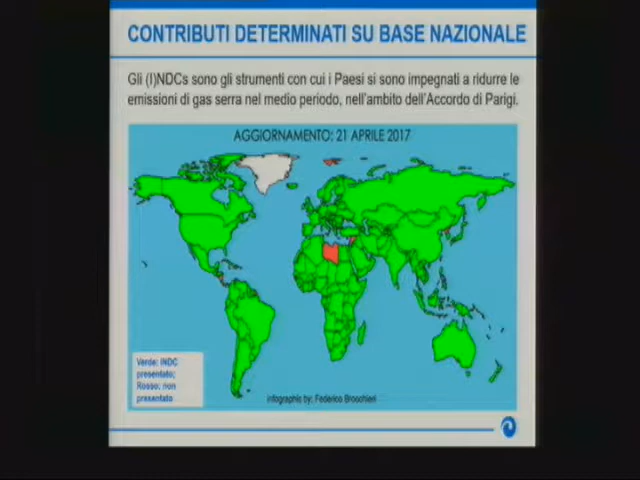 CONTRIBUTI DETERMINATI SU BASE NAZIONALE
Gli (I)NDCs sono gli strumenti con cui i Paesi si sono impegnati a ridurre le
emissioni di gas serra nel medio periodo, nell'ambito dell'Accordo di Parigi.
AGGIORNAMENTO: 21 APRILE 2017
Verde: INDC
presentato;
Rosso: non
presentato
infographic by: Federico Brocchieri